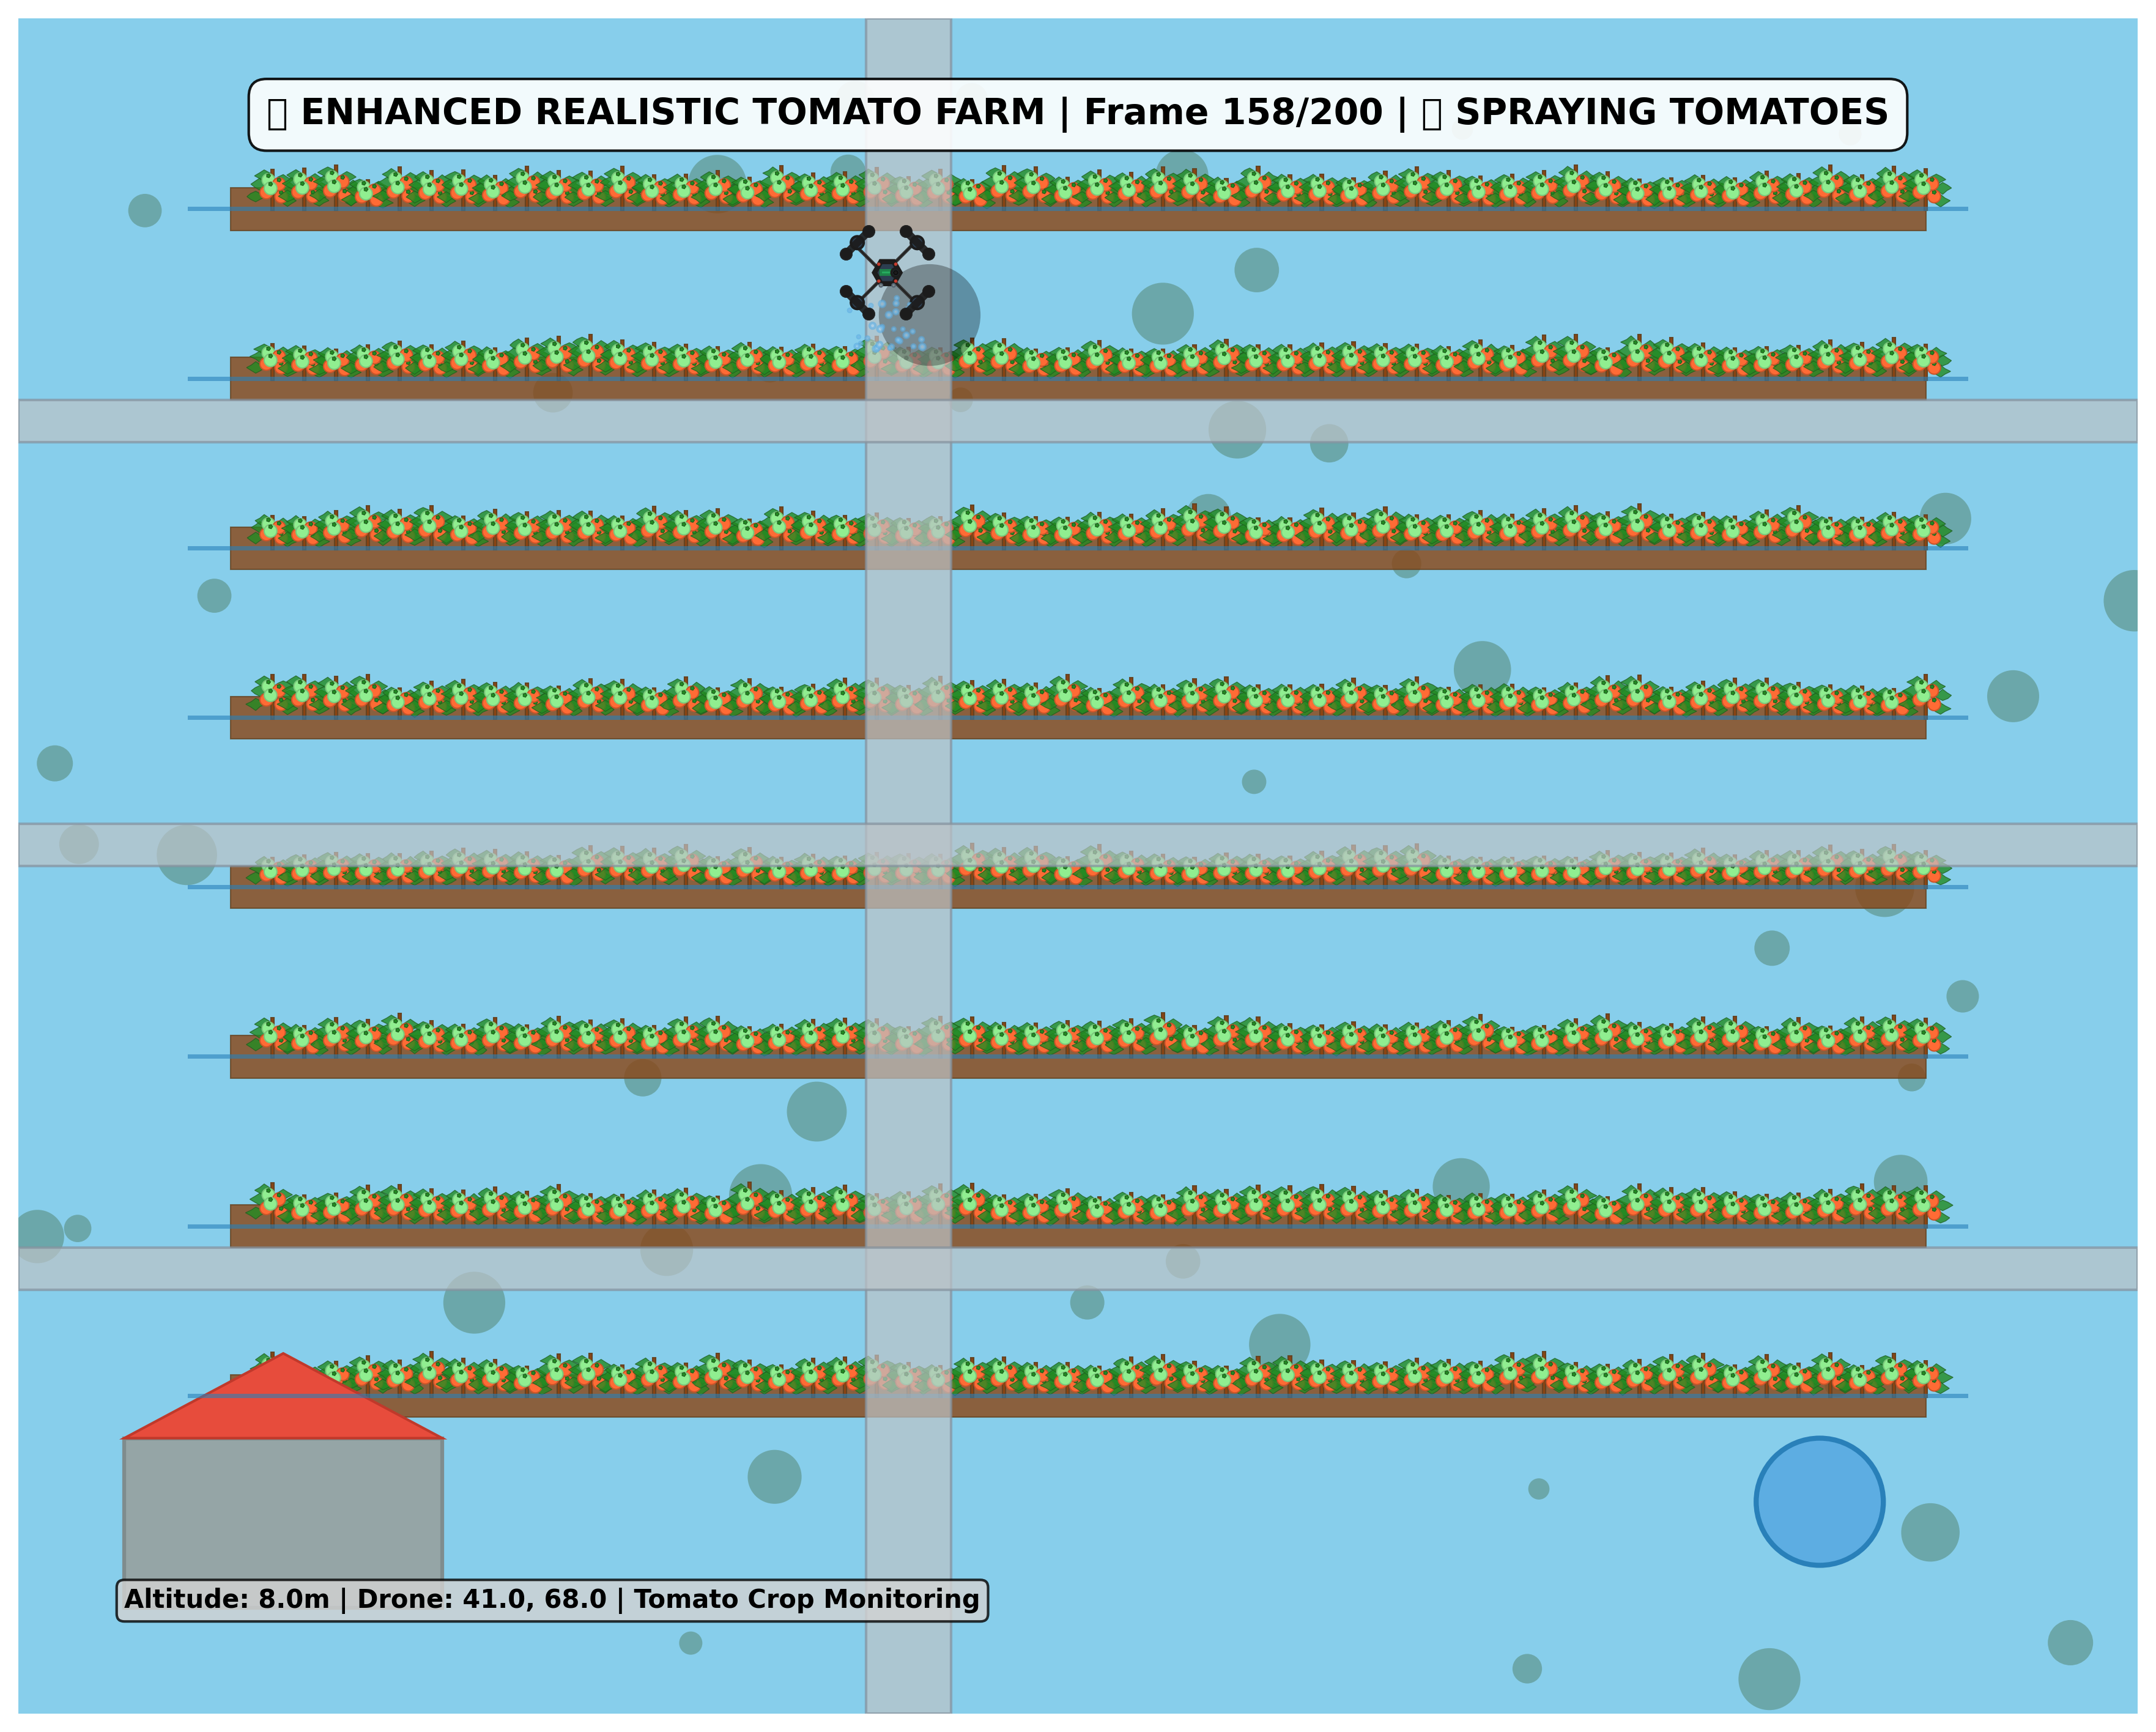 ▯ ENHANCED REALISTIC TOMATO FARM | Frame 158/200 | ▯ SPRAYING TOMATOES
Altitude: 8.0m | Drone: 41.0, 68.0 | Tomato Crop Monitoring